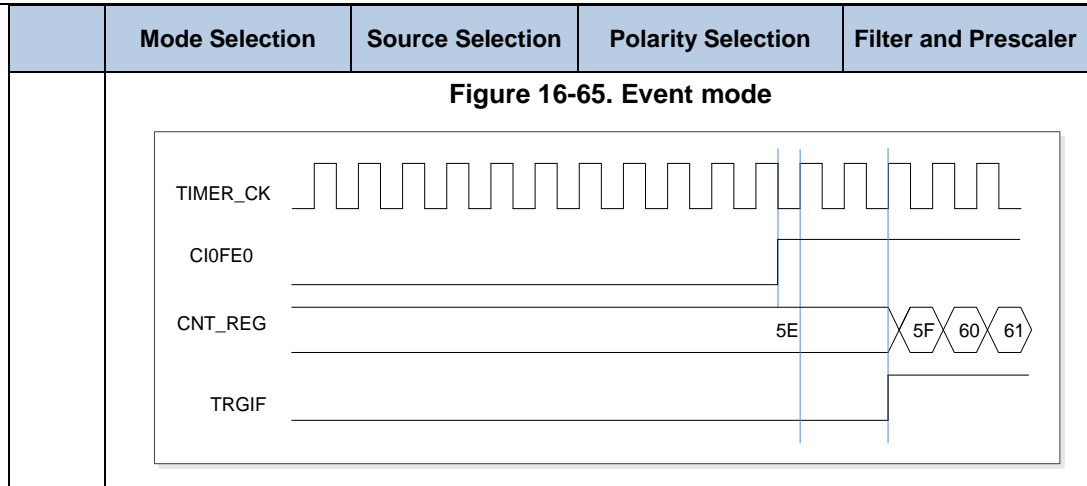 Mode Selection Source Selection Polarity Selection Filter and Prescaler
Figure 16-65. Event mode
TIMER_CK
CI0FE0
CNT_REG 5E 5F 60 61
TRGIF